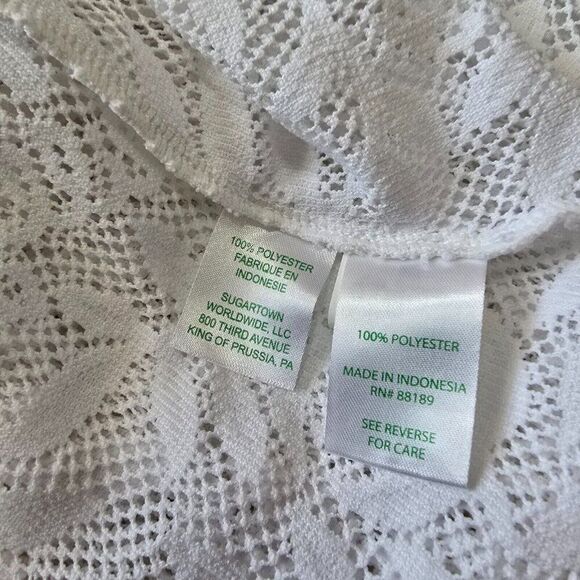 100% POLYESTER
FABRIQUE EN
INDONESIE
SUGARTOWN
WORLDWIDE, LLC
800 THIRD AVENUE
KING OF PRUSSIA, PA
100% POLYESTER
MADE IN INDONESIA
RN# 88189
SEE REVERSE
FOR CARE